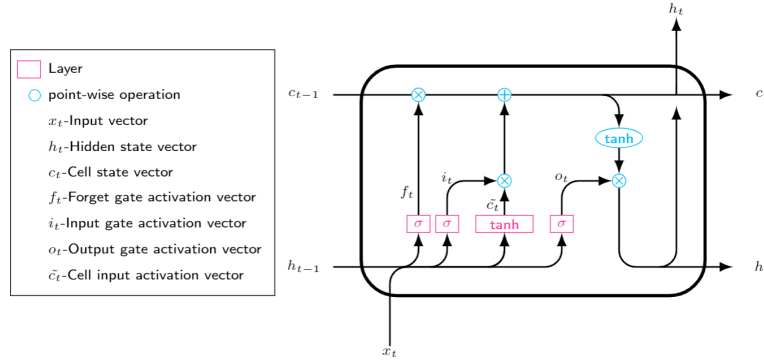 h_t
Layer
point-wise operation
x_t-Input vector
h_t-Hidden state vector
c_t-Cell state vector
f_t-Forget gate activation vector
i_t-Input gate activation vector
o_t-Output gate activation vector
c̃_t-Cell input activation vector
c_{t−1}
×
+
c
tanh
f_t
i_t
×
c̃_t
o_t
×
σ
σ
tanh
σ
h_{t−1}
h
x_t